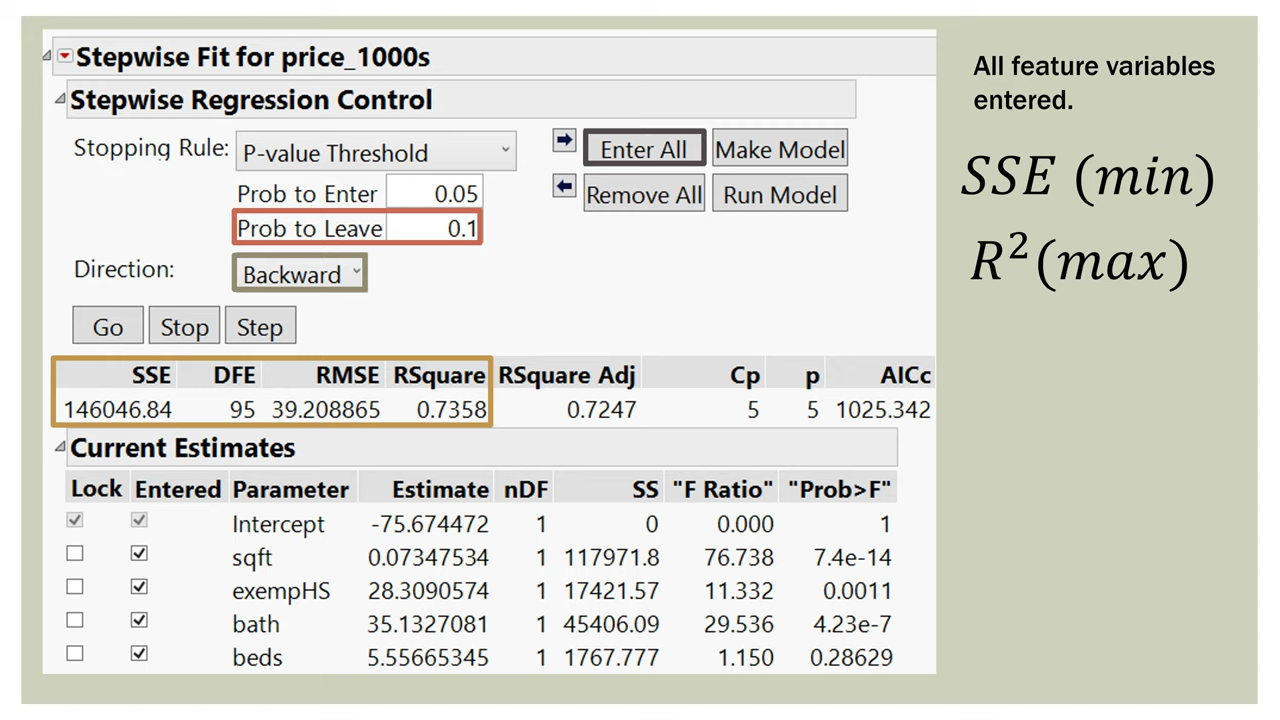 Stepwise Fit for price_1000s
Stepwise Regression Control
Stopping Rule: P-value Threshold
Enter All Make Model
Prob to Enter 0.05
Remove All Run Model
Prob to Leave 0.1
Direction: Backward
Go Stop Step
SSE DFE RMSE RSquare RSquare Adj Cp p AICc
146046.84 95 39.208865 0.7358 0.7247 5 5 1025.342
Current Estimates
Lock Entered Parameter Estimate nDF SS "F Ratio" "Prob>F"
Intercept -75.674472 1 0 0.000 1
sqft 0.07347534 1 117971.8 76.738 7.4e-14
exempHS 28.3090574 1 17421.57 11.332 0.0011
bath 35.1327081 1 45406.09 29.536 4.23e-7
beds 5.55665345 1 1767.777 1.150 0.28629
All feature variables
entered.
SSE (min)
R²(max)